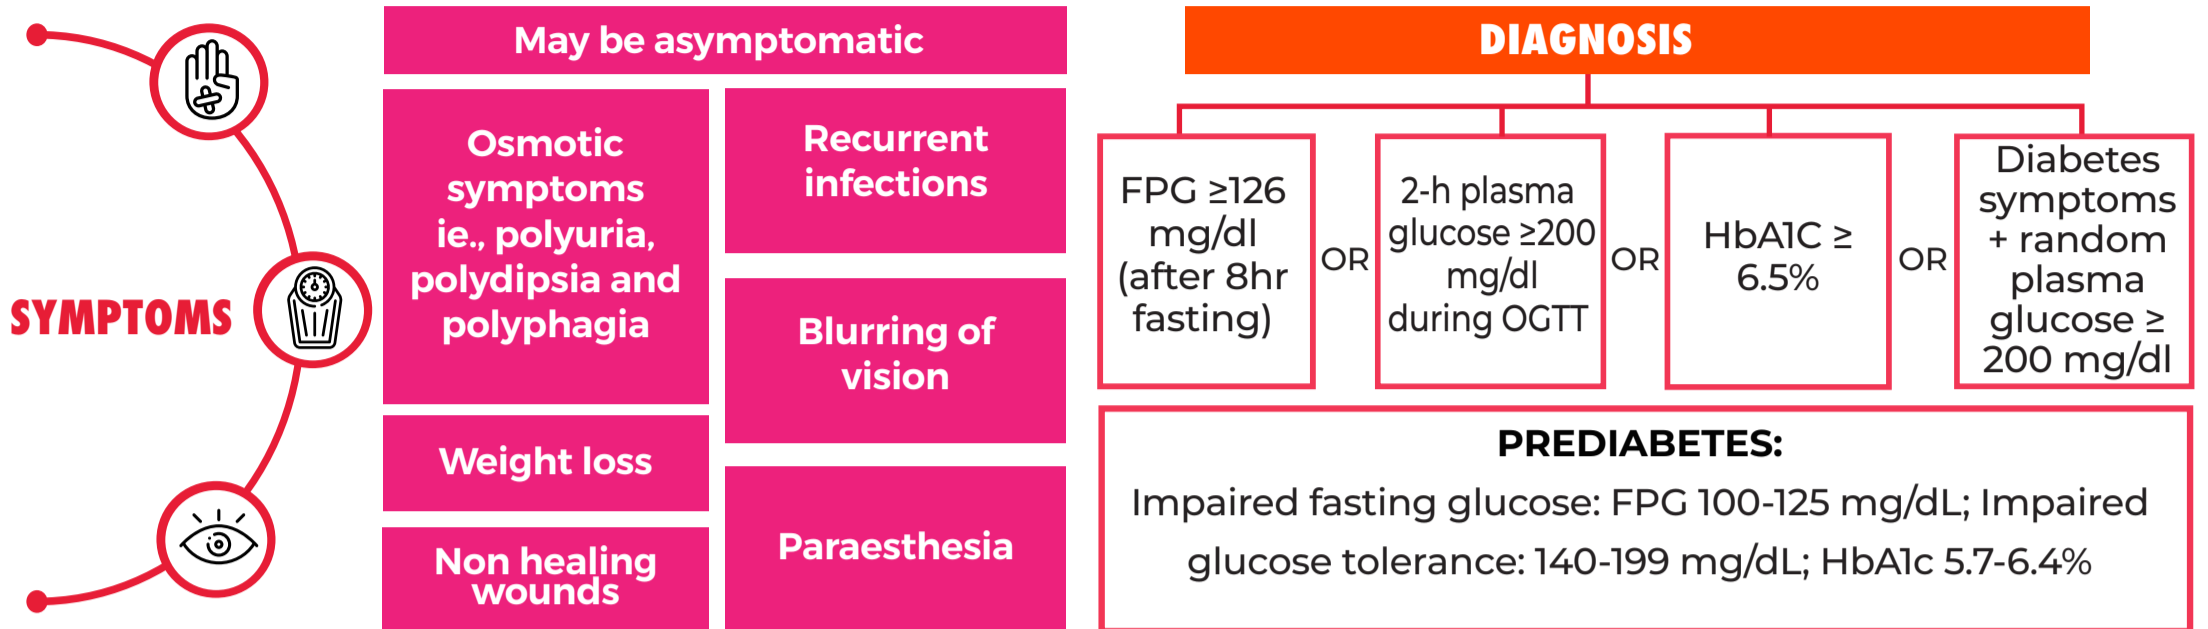 SYMPTOMS
May be asymptomatic
Osmotic
symptoms
ie., polyuria,
polydipsia and
polyphagia
Weight loss
Non healing
wounds
Recurrent
infections
Blurring of
vision
Paraesthesia
DIAGNOSIS
FPG ≥126
mg/dl
(after 8hr
fasting)
OR
2-h plasma
glucose ≥200
mg/dl
during OGTT
OR
HbA1C ≥
6.5%
OR
Diabetes
symptoms
+ random
plasma
glucose ≥
200 mg/dl
PREDIABETES:
Impaired fasting glucose: FPG 100-125 mg/dL; Impaired
glucose tolerance: 140-199 mg/dL; HbA1c 5.7-6.4%